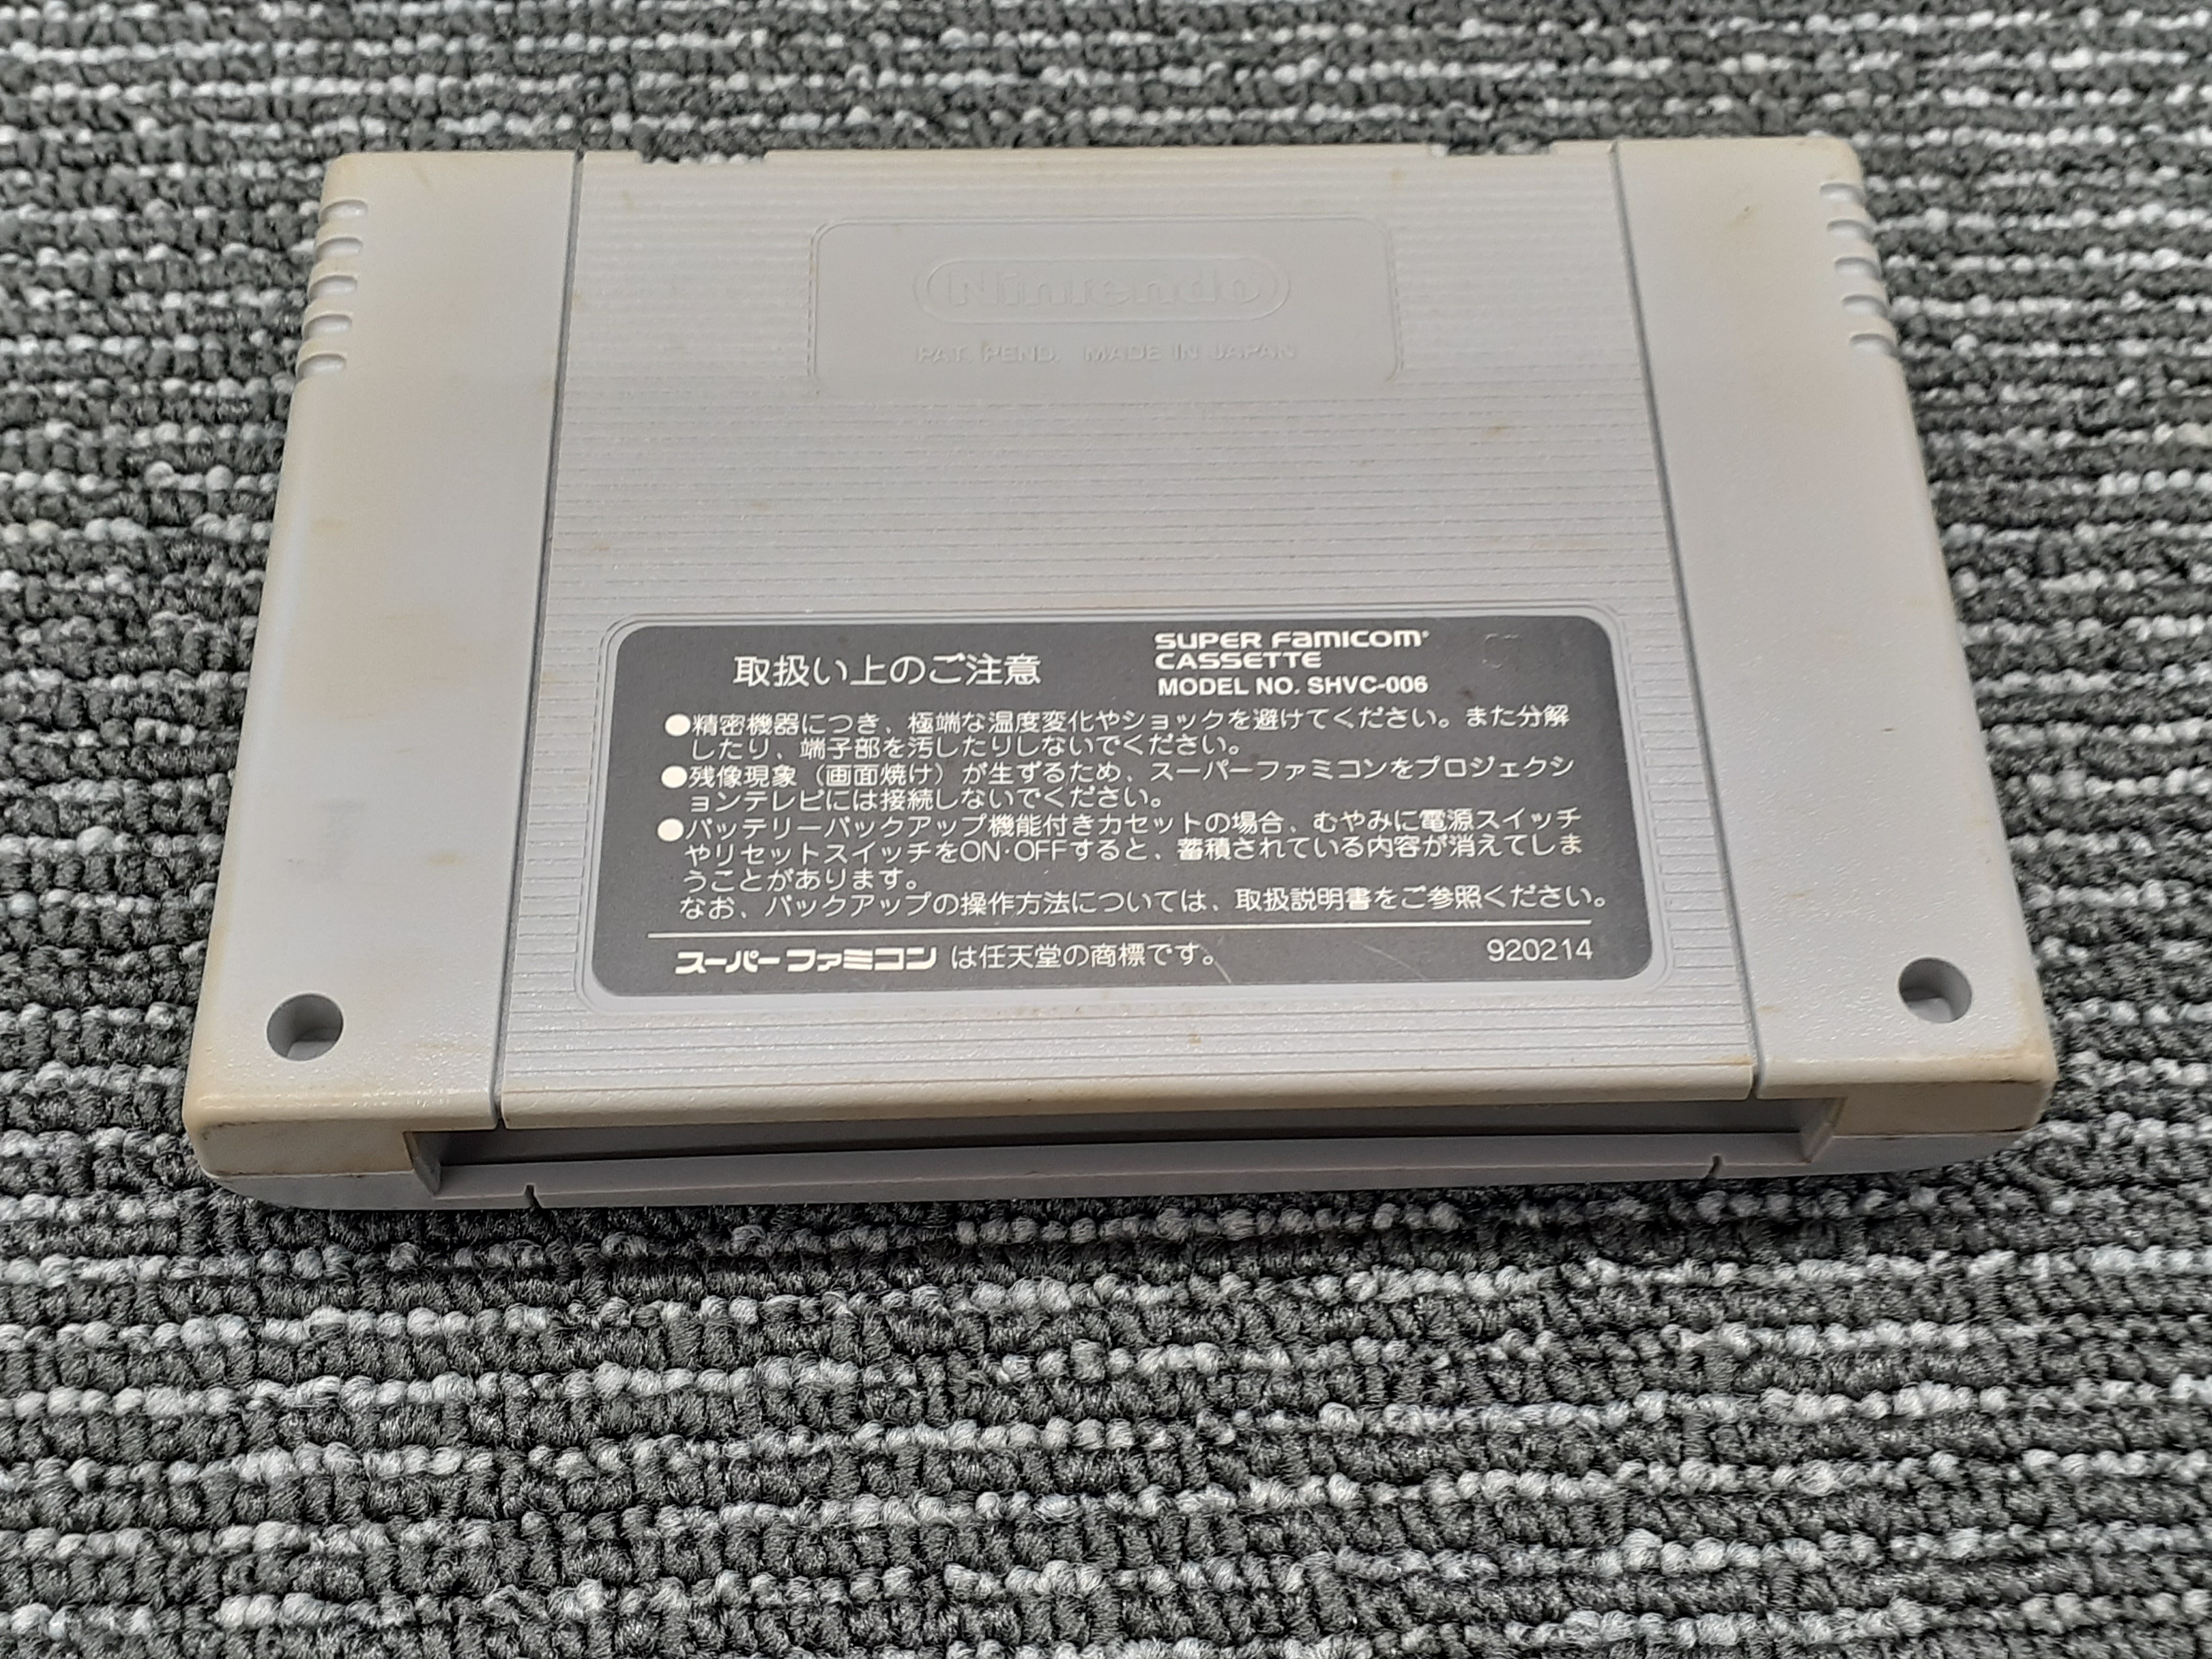 Nintendo
PAT. PEND. MADE IN JAPAN
取扱い上のご注意
SUPER FAMICOM
CASSETTE
MODEL NO. SHVC-006
●精密機器につき、極端な温度変化やショックを避けてください。また分解
したり、端子部を汚したりしないでください。
●残像現象（画面焼け）が生ずるため、スーパーファミコンをプロジェクシ
ョンテレビには接続しないでください。
●バッテリーバックアップ機能付きカセットの場合、むやみに電源スイッチ
やリセットスイッチをON·OFFすると、蓄積されている内容が消えてしま
うことがあります。
なお、バックアップの操作方法については、取扱説明書をご参照ください。
スーパーファミコン は任天堂の商標です。
920214